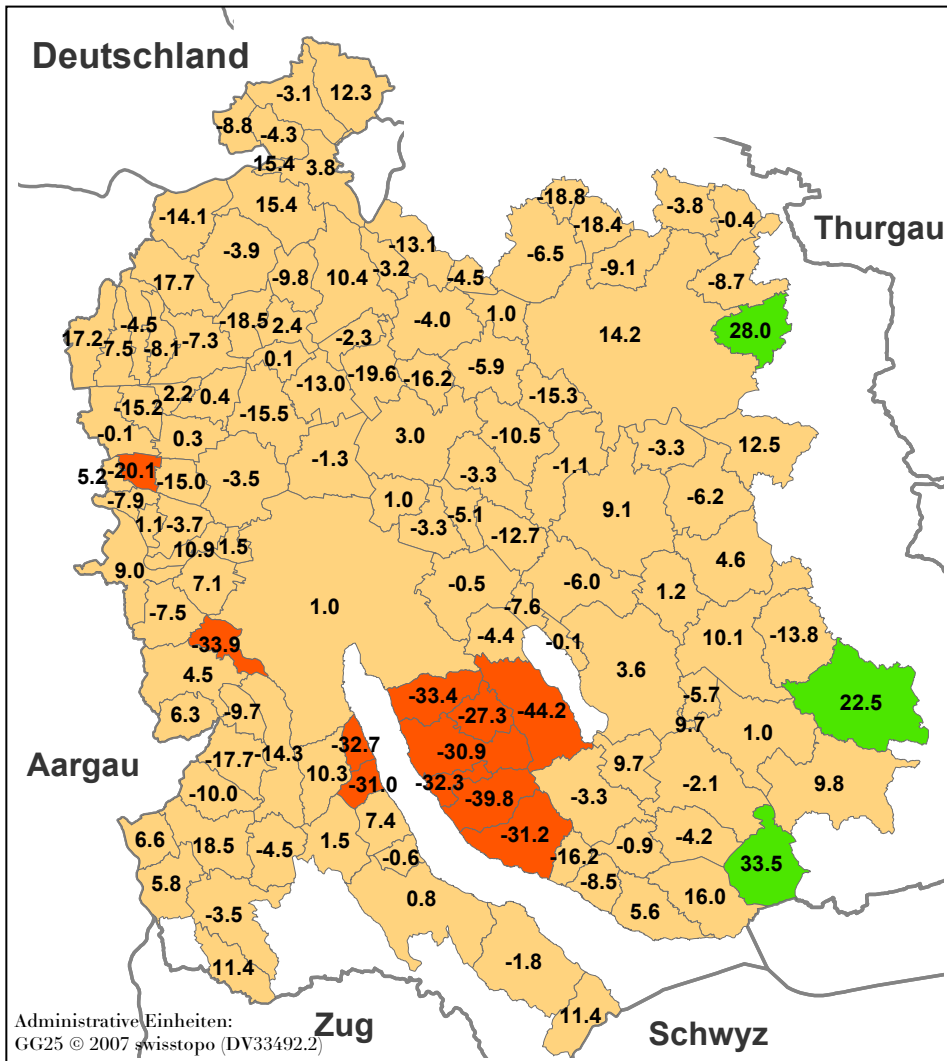 Deutschland
-3.1 12.3
-8.8 -4.3
15.4 3.8
-18.8
-3.8
-14.1 15.4 -18.4 -0.4
Thurgau
-3.9 -13.1 -6.5
-3.2 -9.1
17.7 -9.8 10.4 -4.5 -8.7
-4.5 -18.5 2.4 -4.0 1.0
17.2 7.5 -8.1 -7.3 -2.3 14.2 28.0
0.1
-13.0 -19.6 -16.2 -5.9
2.2 0.4 -15.3
-15.2 -15.5
-0.1 0.3 3.0 -10.5 -3.3 12.5
-1.3
5.2 -20.1 -15.0 -3.5 -3.3 -1.1
-7.9 1.0 -6.2
1.1 -3.7 -3.3 -5.1 9.1
10.9 1.5 -12.7
9.0 7.1 -0.5 -6.0 4.6
1.2
-7.5 1.0 -7.6
-33.9 -4.4 -0.1 10.1 -13.8
4.5 3.6
-33.4 -5.7
6.3 -9.7 -27.3 -44.2 22.5
9.7 1.0
Aargau
-17.7 -14.3 -32.7 -30.9
10.3 -31.0 -32.3 9.7
-10.0 -39.8 -3.3 -2.1 9.8
7.4
6.6 18.5 -4.5 1.5 -31.2 -0.9 -4.2
-0.6 -16.2 33.5
5.8 -8.5
0.8 16.0
-3.5 5.6
11.4 -1.8
11.4
Administrative Einheiten:
GG25 © 2007 swisstopo (DV33492.2)
Zug
Schwyz